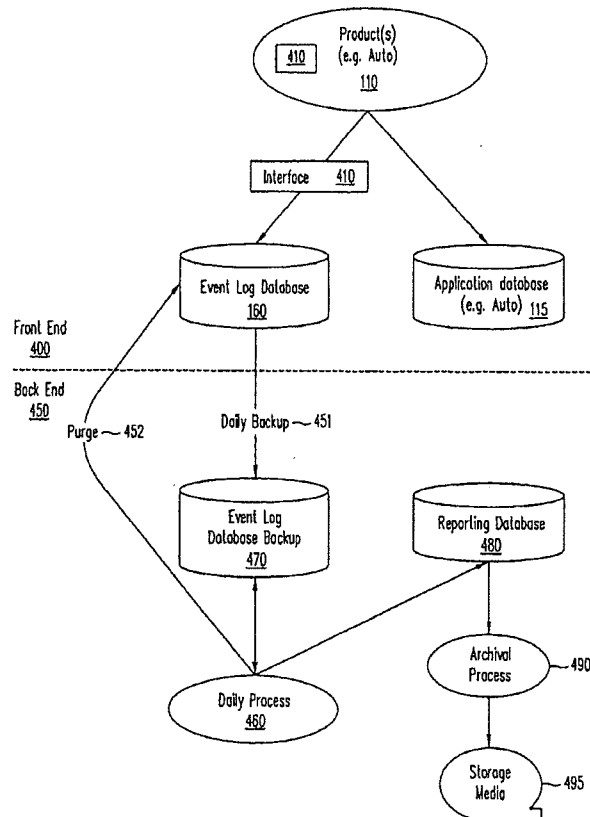 Product(s)
410
(e.g. Auto)
110
Interface 410
Event Log Database
160
Application database
(e.g. Auto) 115
Front End
400
Back End
450
Purge ~ 452
Daily Backup ~ 451
Event Log
Database Backup
470
Reporting Database
480
Daily Process
460
Archival
Process
490
Storage
Media
495